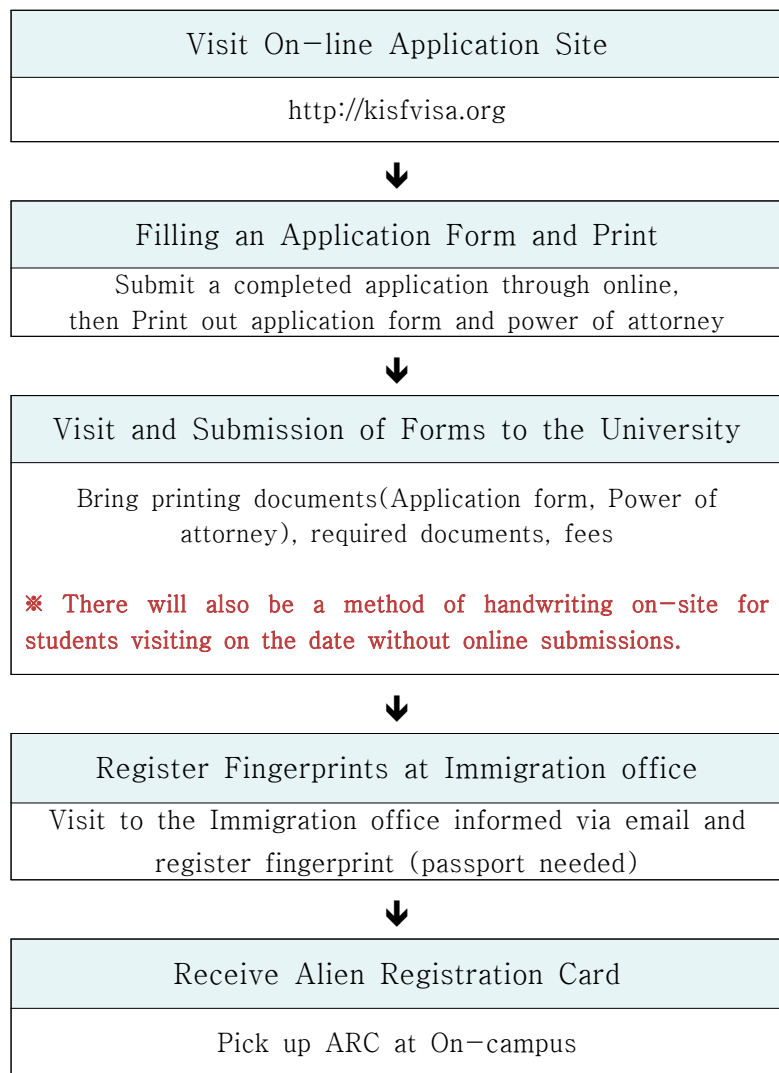 Visit On-line Application Site
http://kisfvisa.org
Filling an Application Form and Print
Submit a completed application through online,
then Print out application form and power of attorney
Visit and Submission of Forms to the University
Bring printing documents(Application form, Power of
attorney), required documents, fees
※ There will also be a method of handwriting on-site for
students visiting on the date without online submissions.
Register Fingerprints at Immigration office
Visit to the Immigration office informed via email and
register fingerprint (passport needed)
Receive Alien Registration Card
Pick up ARC at On-campus